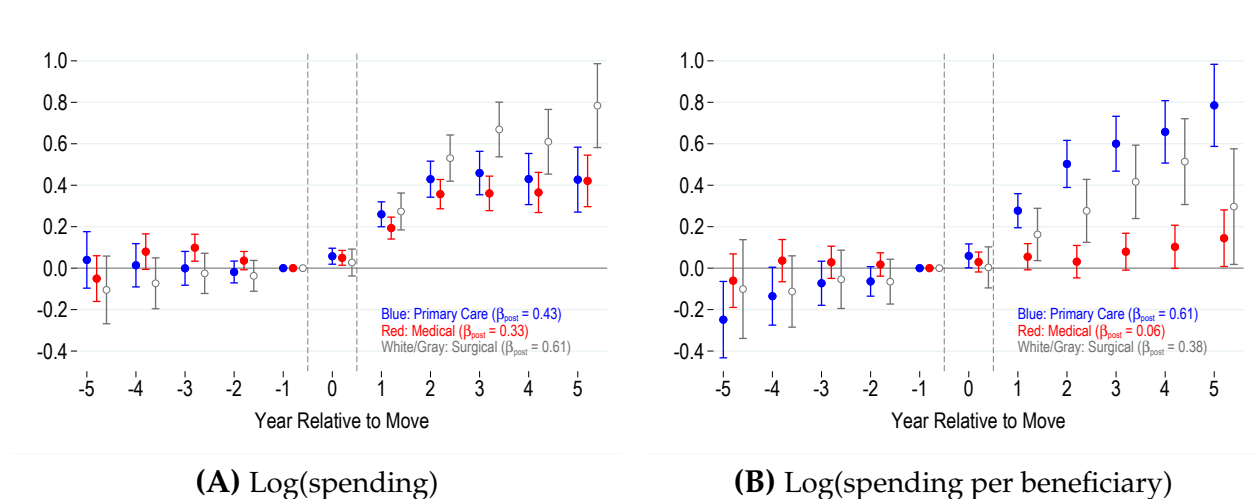 1.0
0.8
0.6
0.4
0.2
0.0
-0.2
-0.4
Blue: Primary Care (βpost = 0.43)
Red: Medical (βpost = 0.33)
White/Gray: Surgical (βpost = 0.61)
-5 -4 -3 -2 -1 0 1 2 3 4 5
Year Relative to Move
(A) Log(spending)
1.0
0.8
0.6
0.4
0.2
0.0
-0.2
-0.4
Blue: Primary Care (βpost = 0.61)
Red: Medical (βpost = 0.06)
White/Gray: Surgical (βpost = 0.38)
-5 -4 -3 -2 -1 0 1 2 3 4 5
Year Relative to Move
(B) Log(spending per beneficiary)